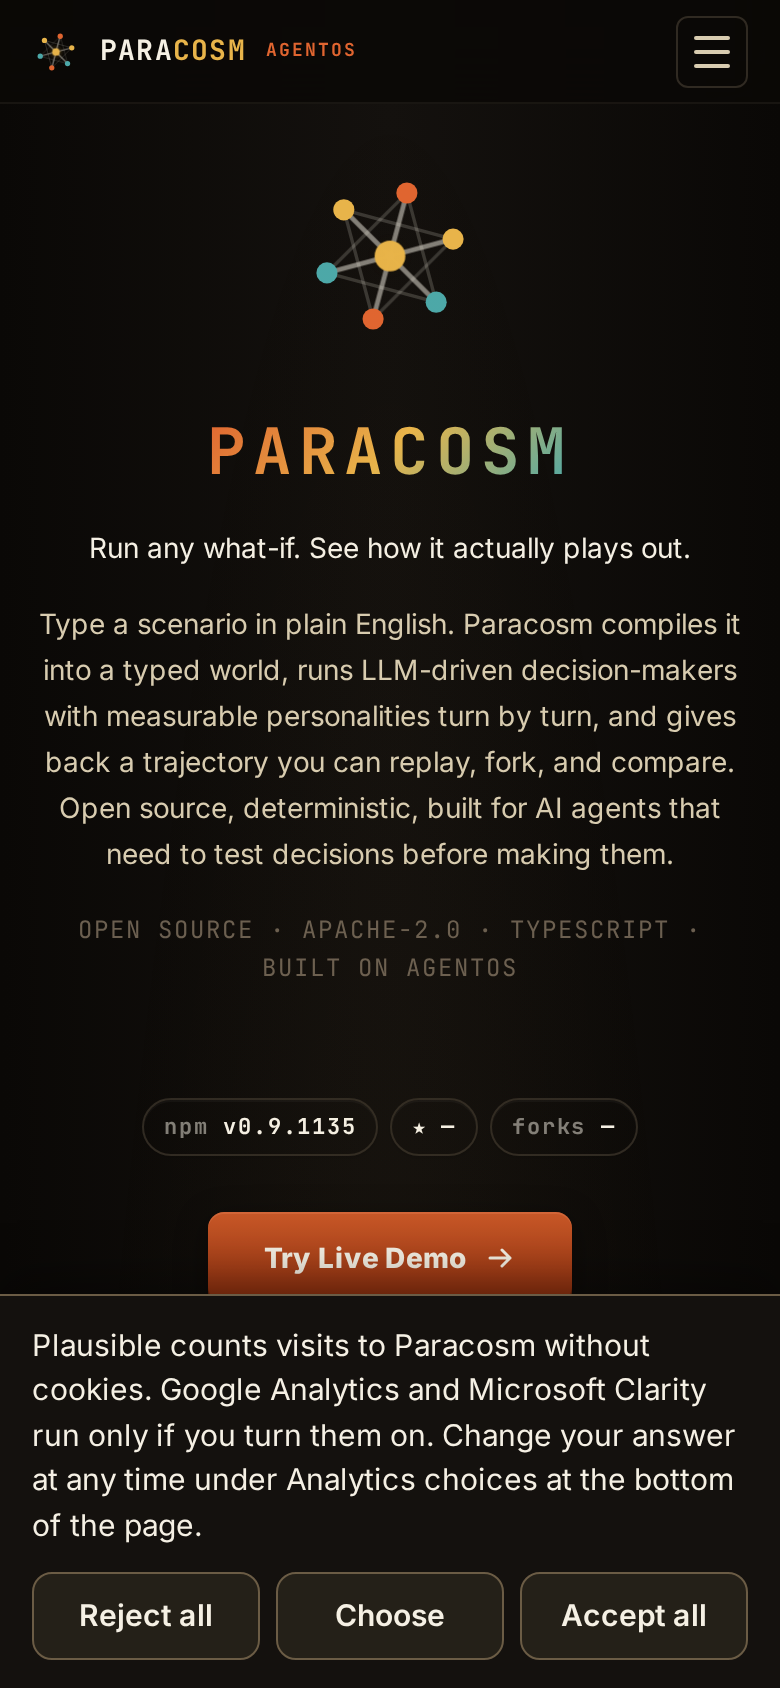 PARACOSM AGENTOS
PARACOSM
Run any what-if. See how it actually plays out.
Type a scenario in plain English. Paracosm compiles it
into a typed world, runs LLM-driven decision-makers
with measurable personalities turn by turn, and gives
back a trajectory you can replay, fork, and compare.
Open source, deterministic, built for AI agents that
need to test decisions before making them.
OPEN SOURCE · APACHE-2.0 · TYPESCRIPT ·
BUILT ON AGENTOS
npm v0.9.1135 ★ — forks —
Try Live Demo →
Plausible counts visits to Paracosm without
cookies. Google Analytics and Microsoft Clarity
run only if you turn them on. Change your answer
at any time under Analytics choices at the bottom
of the page.
Reject all Choose Accept all